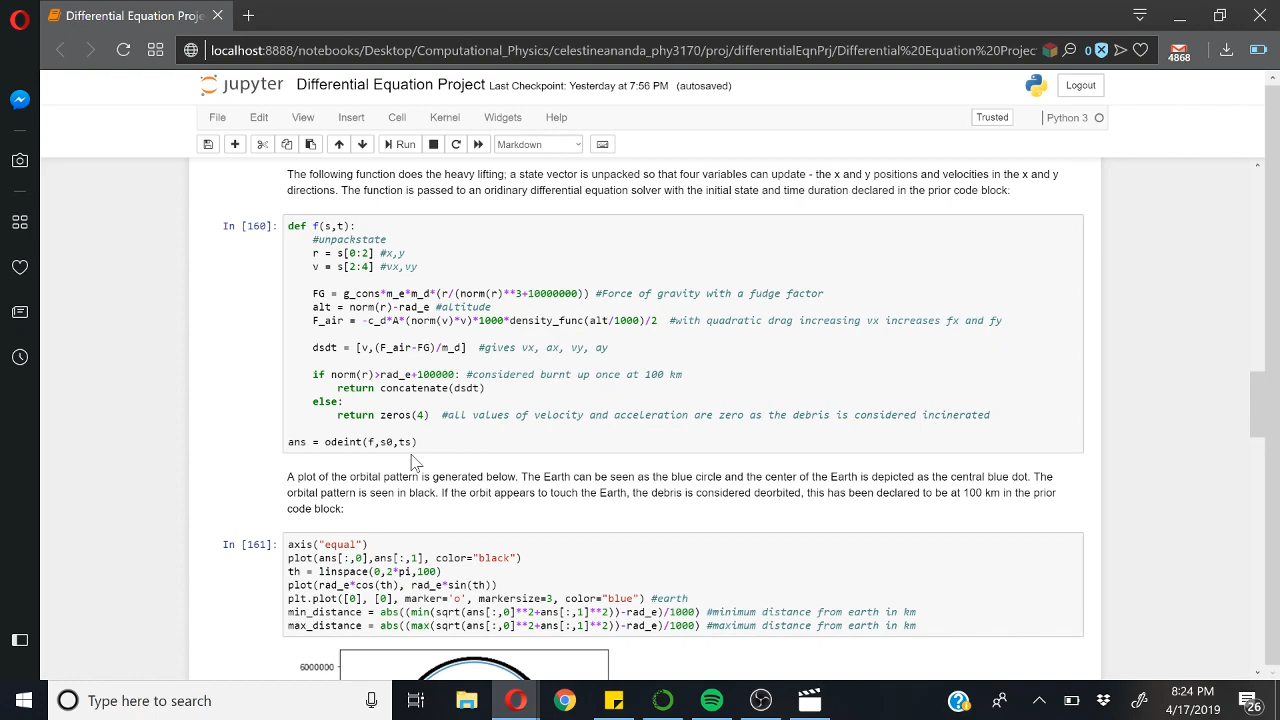 Differential Equation Proje
localhost:8888/notebooks/Desktop/Computational_Physics/celestineananda_phy3170/proj/differentialEqnPrj/Differential%20Equation%20Project
0
4868
jupyter Differential Equation Project Last Checkpoint: Yesterday at 7:56 PM (autosaved)
Logout
File Edit View Insert Cell Kernel Widgets Help
Trusted
Python 3
Run
Markdown
The following function does the heavy lifting; a state vector is unpacked so that four variables can update - the x and y positions and velocities in the x and y
directions. The function is passed to an oridinary differential equation solver with the initial state and time duration declared in the prior code block:
In [160]: def f(s,t):
#unpackstate
r = s[0:2] #x,y
v = s[2:4] #vx,vy
FG = g_cons*m_e*m_d*(r/(norm(r)**3+10000000)) #Force of gravity with a fudge factor
alt = norm(r)-rad_e #altitude
F_air = -c_d*A*(norm(v)*v)*1000*density_func(alt/1000)/2 #with quadratic drag increasing vx increases fx and fy
dsdt = [v,(F_air-FG)/m_d] #gives vx, ax, vy, ay
if norm(r)>rad_e+100000: #considered burnt up once at 100 km
return concatenate(dsdt)
else:
return zeros(4) #all values of velocity and acceleration are zero as the debris is considered incinerated
ans = odeint(f,s0,ts)
A plot of the orbital pattern is generated below. The Earth can be seen as the blue circle and the center of the Earth is depicted as the central blue dot. The
orbital pattern is seen in black. If the orbit appears to touch the Earth, the debris is considered deorbited, this has been declared to be at 100 km in the prior
code block:
In [161]: axis("equal")
plot(ans[:,0],ans[:,1], color="black")
th = linspace(0,2*pi,100)
plot(rad_e*cos(th), rad_e*sin(th))
plt.plot([0], [0], marker='o', markersize=3, color="blue") #earth
min_distance = abs((min(sqrt(ans[:,0]**2+ans[:,1]**2))-rad_e)/1000) #minimum distance from earth in km
max_distance = abs((max(sqrt(ans[:,0]**2+ans[:,1]**2))-rad_e)/1000) #maximum distance from earth in km
6000000
Type here to search
8:24 PM
4/17/2019
26